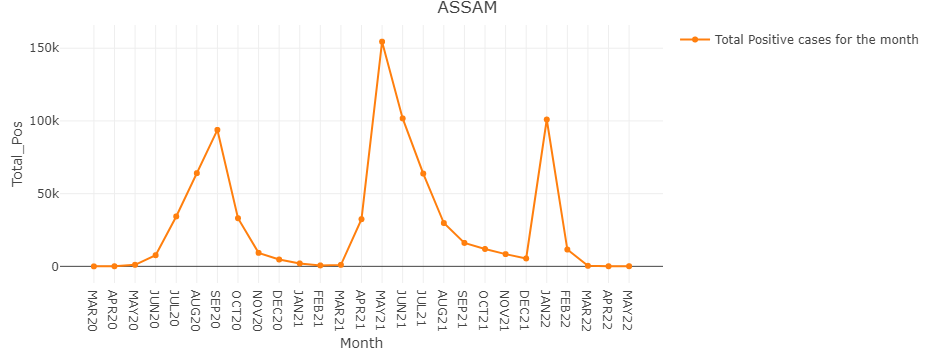 ASSAM
Total Positive cases for the month
Total_Pos
150k
100k
50k
0
MAR20
APR20
MAY20
JUN20
JUL20
AUG20
SEP20
OCT20
NOV20
DEC20
JAN21
FEB21
MAR21
APR21
MAY21
JUN21
JUL21
AUG21
SEP21
OCT21
NOV21
DEC21
JAN22
FEB22
MAR22
APR22
MAY22
Month